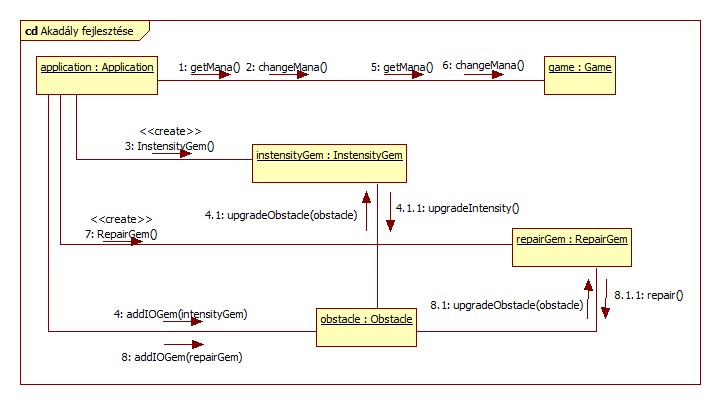 cd Akadály fejlesztése
application : Application
1: getMana()
2: changeMana()
5: getMana()
6: changeMana()
game : Game
<<create>>
3: InstensityGem()
instensityGem : InstensityGem
4.1: upgradeObstacle(obstacle)
4.1.1: upgradeIntensity()
<<create>>
7: RepairGem()
repairGem : RepairGem
4: addIOGem(intensityGem)
obstacle : Obstacle
8.1: upgradeObstacle(obstacle)
8.1.1: repair()
8: addIOGem(repairGem)